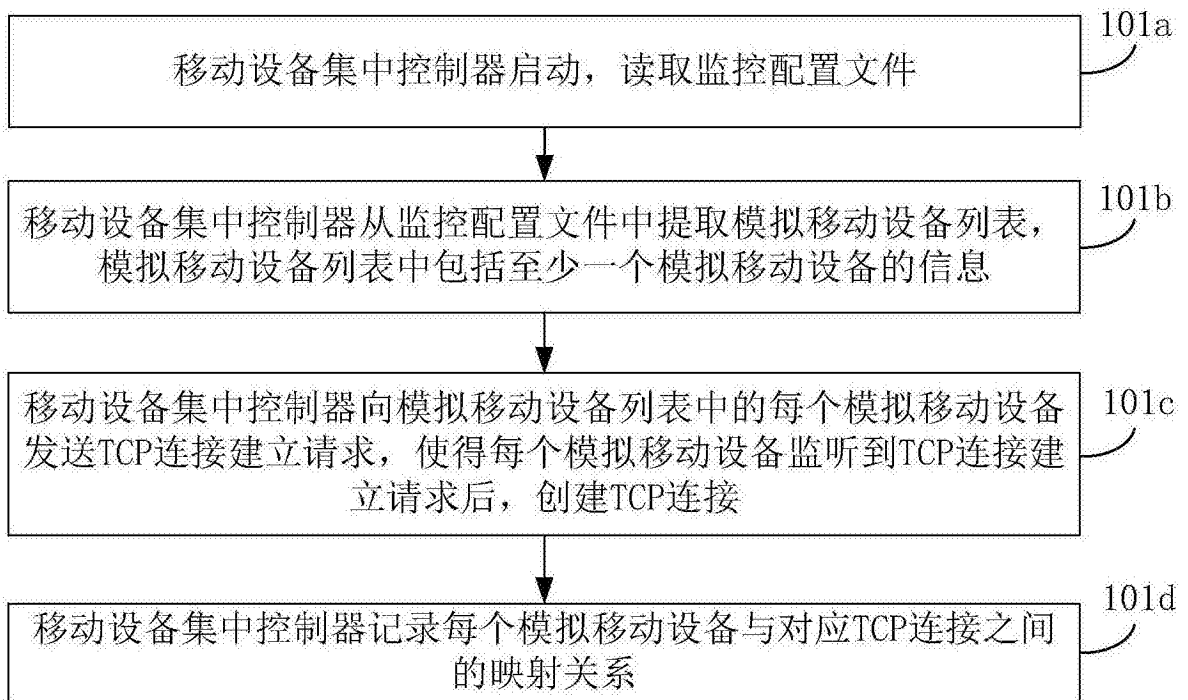 101a
移动设备集中控制器启动，读取监控配置文件
101b
移动设备集中控制器从监控配置文件中提取模拟移动设备列表，
模拟移动设备列表中包括至少一个模拟移动设备的信息
101c
移动设备集中控制器向模拟移动设备列表中的每个模拟移动设备
发送TCP连接建立请求，使得每个模拟移动设备监听到TCP连接建
立请求后，创建TCP连接
101d
移动设备集中控制器记录每个模拟移动设备与对应TCP连接之间
的映射关系